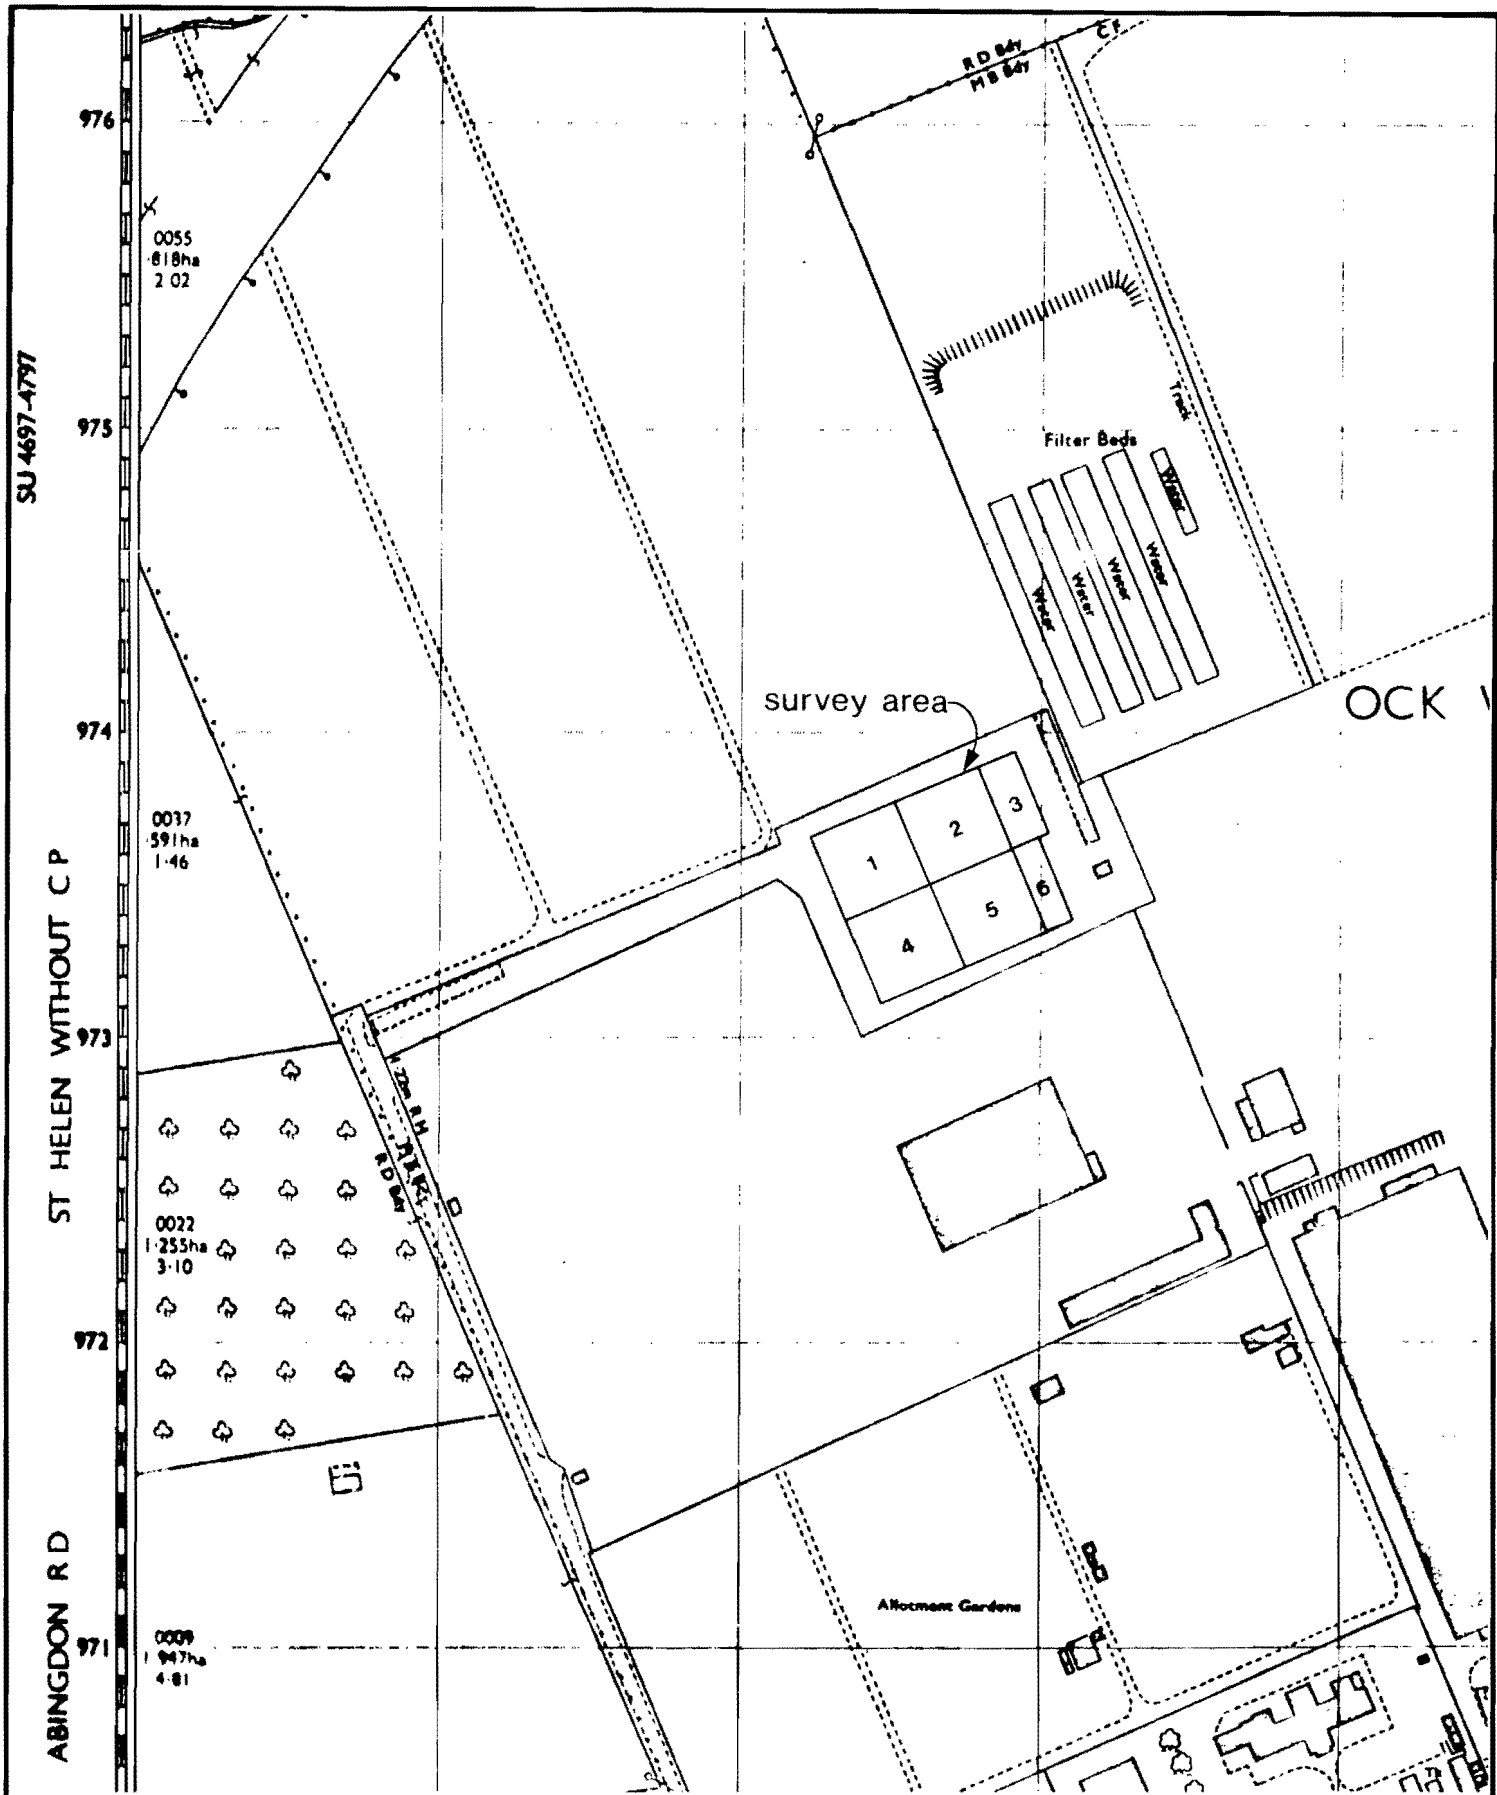 R D Bdy
M B Bdy
C F
976
0055
·818ha
2 02
SU 4697-4797
975
Track
Filter Beds
Water
Water
Water
Water
Water
974
survey area
OCK
0037
·591ha
1·46
1
2
3
4
5
6
ST HELEN WITHOUT C P
973
1·22m R H
R D Bdy
0022
1·255ha
3·10
972
ABINGDON R D
Allotment Gardens
971
0009
1 947ha
4·81